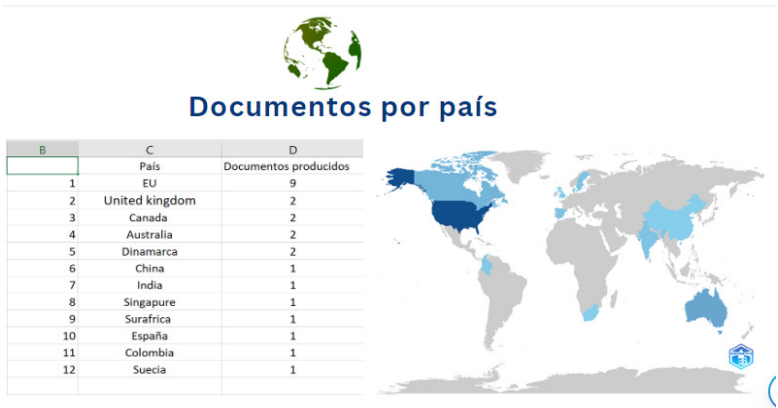 Documentos por país
B C D
País Documentos producidos
1 EU 9
2 United kingdom 2
3 Canada 2
4 Australia 2
5 Dinamarca 2
6 China 1
7 India 1
8 Singapure 1
9 Surafrica 1
10 España 1
11 Colombia 1
12 Suecia 1